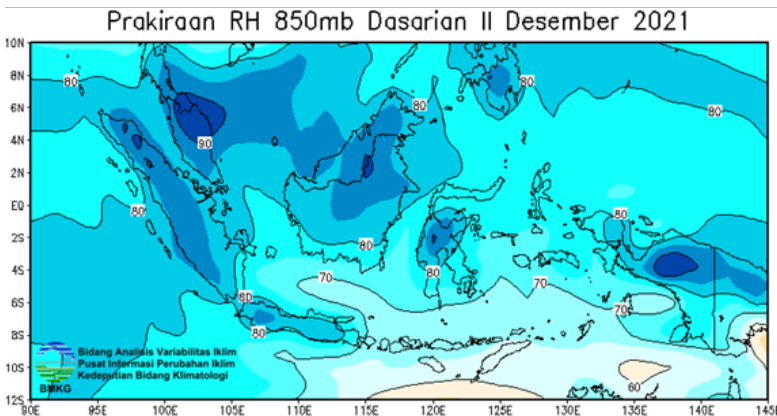 Prakiraan RH 850mb Dasarian II Desember 2021
10N
8N
6N
4N
2N
EQ
2S
4S
6S
8S
10S
12S
80
80
80
80
90
80
80
80
80
70
70
70
80
80
60
Bidang Analisis Variabilitas Iklim
Pusat Informasi Perubahan Iklim
Kedeputian Bidang Klimatologi
BMKG
90E 95E 100E 105E 110E 115E 120E 125E 130E 135E 140E 145E